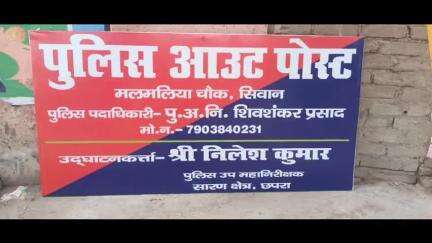 पुलिस आउट पोस्ट
मलमलिया चौक, सिवान
पुलिस पदाधिकारी- पु.अ.नि. शिवशंकर प्रसाद
मो.न.- 7903840231
उद्घाटनकर्त्ता- श्री निलेश कुमार
पुलिस उप महानिरीक्षक
सारण क्षेत्र, छपरा